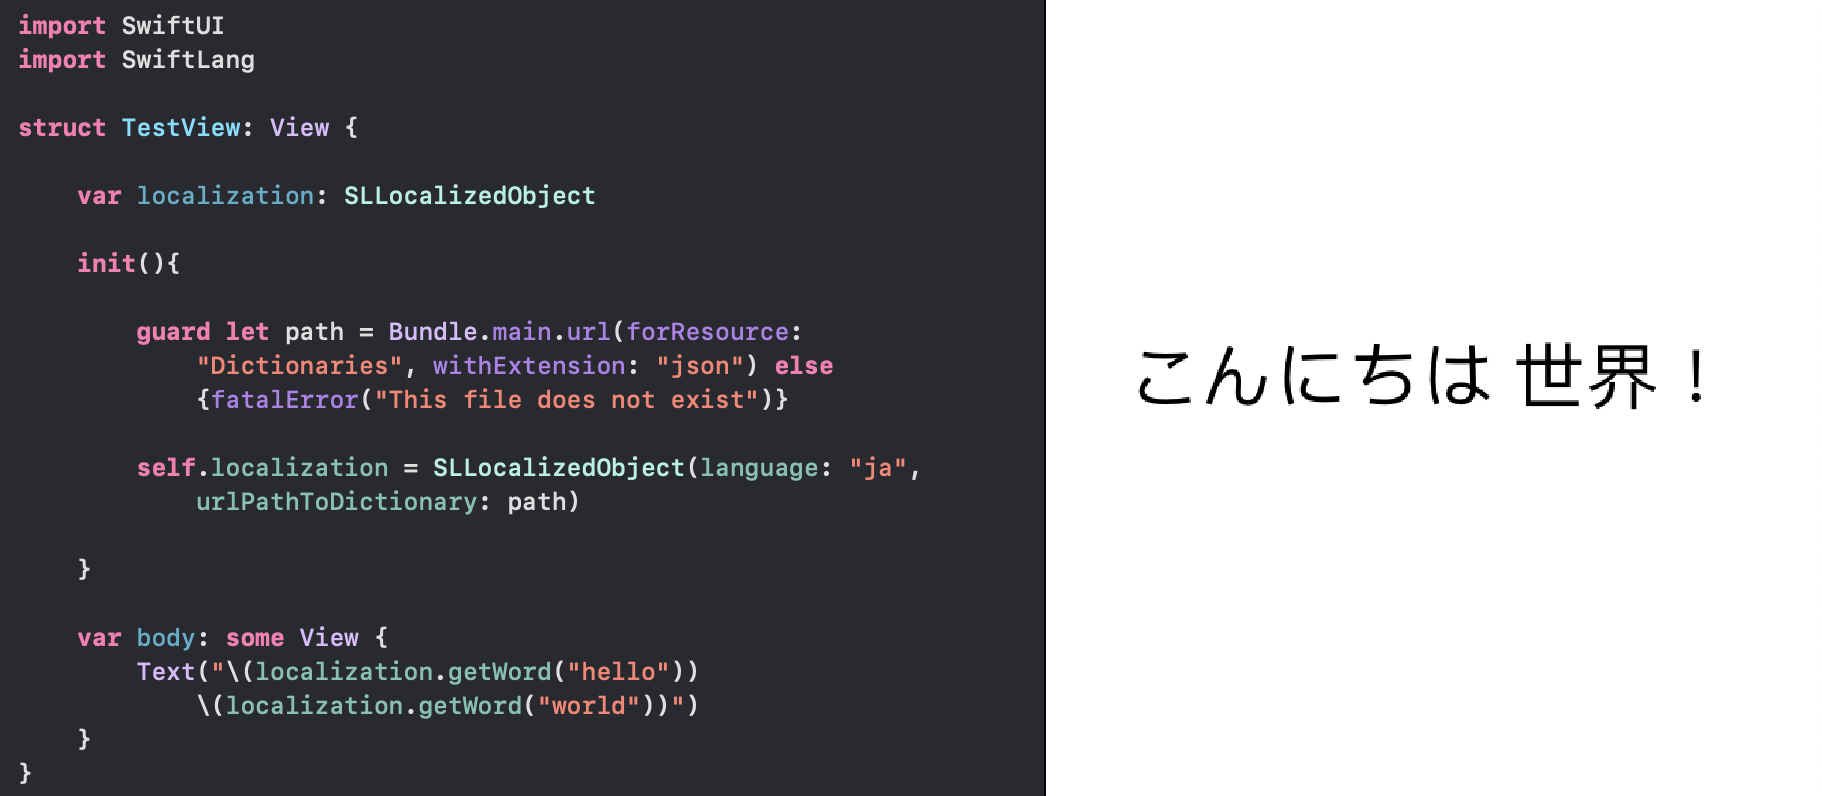 import SwiftUI
import SwiftLang
struct TestView: View {
var localization: SLLocalizedObject
init(){
guard let path = Bundle.main.url(forResource:
"Dictionaries", withExtension: "json") else
{fatalError("This file does not exist")}
self.localization = SLLocalizedObject(language: "ja",
urlPathToDictionary: path)
}
var body: some View {
Text("\(localization.getWord("hello"))
\(localization.getWord("world"))")
}
}
こんにちは 世界！